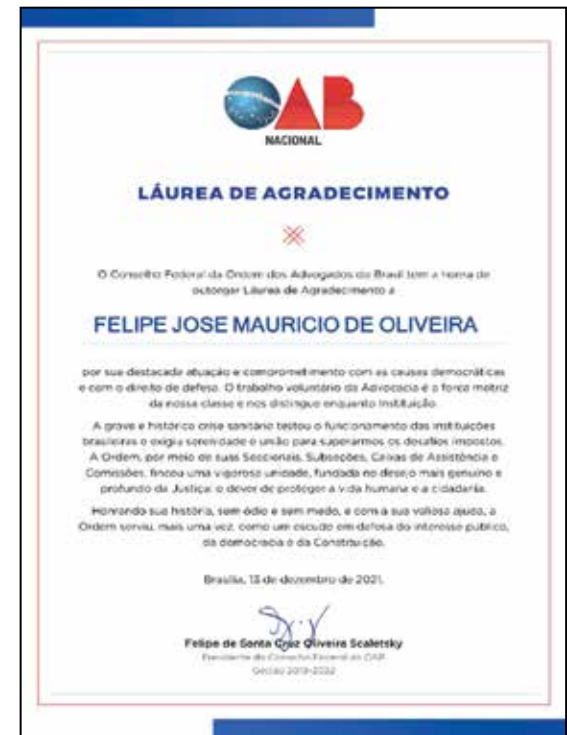 OAB
NACIONAL
LÁUREA DE AGRADECIMENTO
O Conselho Federal da Ordem dos Advogados do Brasil tem a honra de
outorgar Láurea de Agradecimento a
FELIPE JOSE MAURICIO DE OLIVEIRA
por sua destacada atuação e comprometimento com as causas democráticas
e com o direito de defesa. O trabalho voluntário da Advocacia é a força motriz
da nossa classe e nos distingue enquanto Instituição.
A grave e histórica crise sanitária testou o funcionamento das instituições
brasileiras e exigiu serenidade e união para superarmos os desafios impostos.
A Ordem, por meio de suas Seccionais, Subseções, Caixas de Assistência e
Comissões, fincou uma vigorosa unidade, fundada no desejo mais genuíno e
profundo da Justiça: o dever de proteger a vida humana e a cidadania.
Honrando sua história, sem ódio e sem medo, e com a sua valiosa ajuda, a
Ordem serviu, mais uma vez, como um escudo em defesa do interesse público,
da democracia e da Constituição.
Brasília, 13 de dezembro de 2021.
Felipe de Santa Cruz Oliveira Scaletsky
Presidente do Conselho Federal da OAB
Gestão 2019-2022